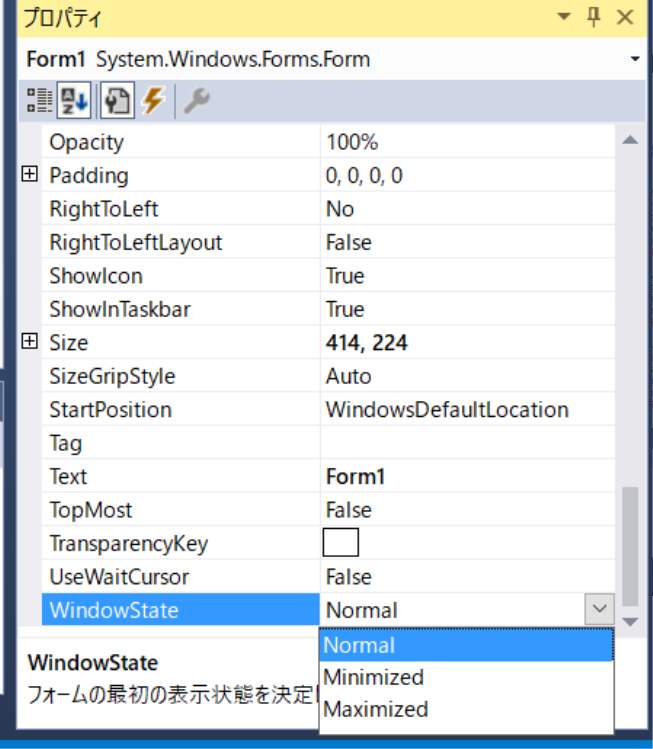 プロパティ
Form1 System.Windows.Forms.Form
Opacity 100%
Padding 0, 0, 0, 0
RightToLeft No
RightToLeftLayout False
ShowIcon True
ShowInTaskbar True
Size 414, 224
SizeGripStyle Auto
StartPosition WindowsDefaultLocation
Tag
Text Form1
TopMost False
TransparencyKey
UseWaitCursor False
WindowState Normal
Normal
Minimized
Maximized
WindowState
フォームの最初の表示状態を決定